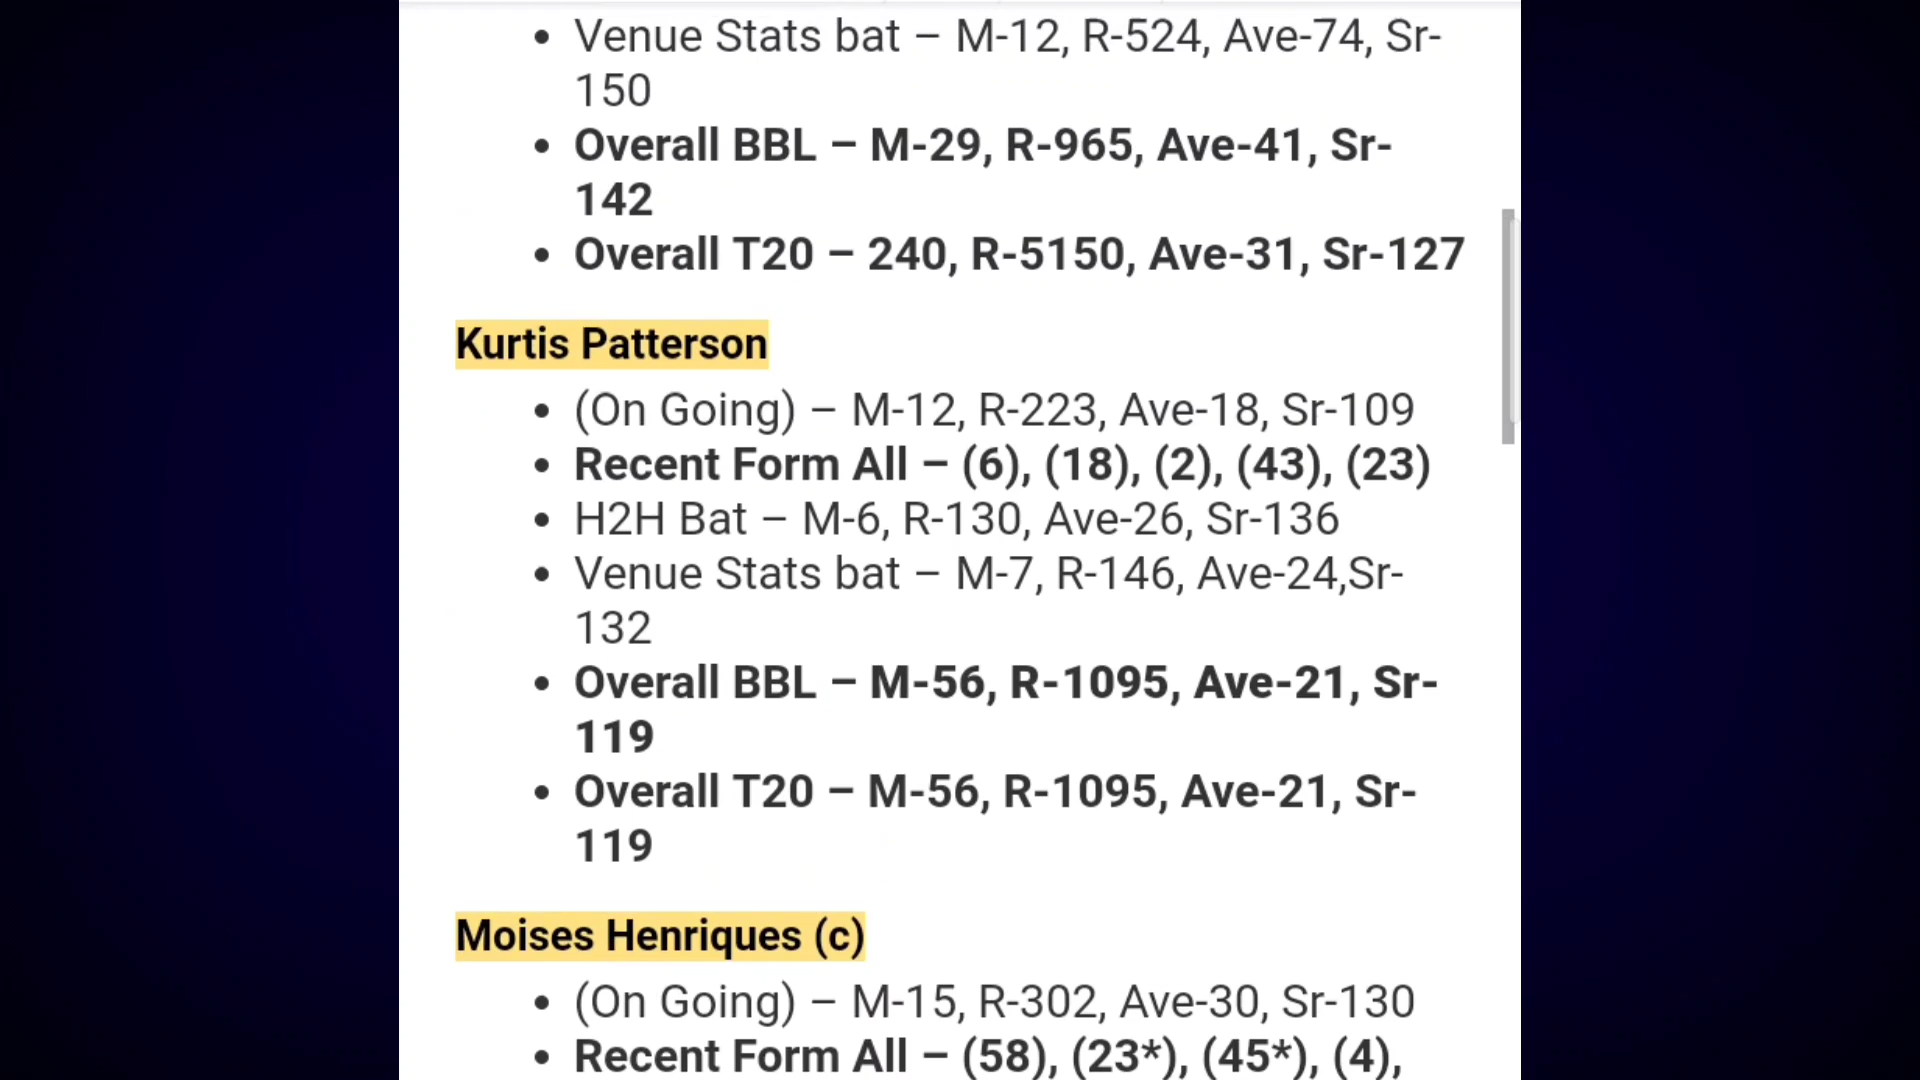 • Venue Stats bat – M-12, R-524, Ave-74, Sr-
150
• Overall BBL – M-29, R-965, Ave-41, Sr-
142
• Overall T20 – 240, R-5150, Ave-31, Sr-127
Kurtis Patterson
• (On Going) – M-12, R-223, Ave-18, Sr-109
• Recent Form All – (6), (18), (2), (43), (23)
• H2H Bat – M-6, R-130, Ave-26, Sr-136
• Venue Stats bat – M-7, R-146, Ave-24,Sr-
132
• Overall BBL – M-56, R-1095, Ave-21, Sr-
119
• Overall T20 – M-56, R-1095, Ave-21, Sr-
119
Moises Henriques (c)
• (On Going) – M-15, R-302, Ave-30, Sr-130
• Recent Form All – (58), (23*), (45*), (4),